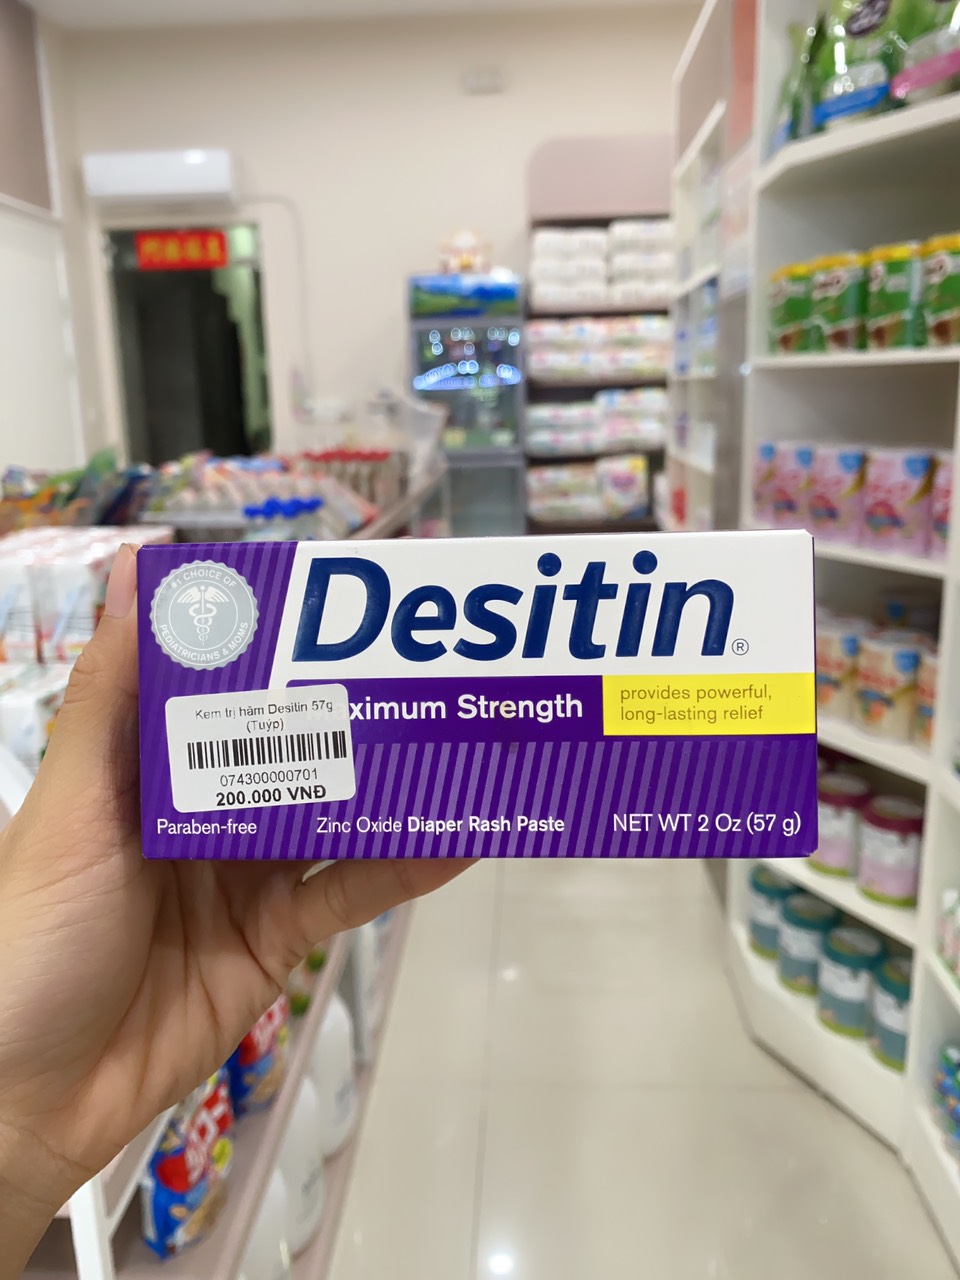 #1 CHOICE OF
PEDIATRICIANS & MOMS
Desitin®
Maximum Strength
provides powerful,
long-lasting relief
Kem trị hăm Desitin 57g
(Tuýp)
074300000701
200.000 VNĐ
Paraben-free
Zinc Oxide Diaper Rash Paste
NET WT 2 Oz (57 g)